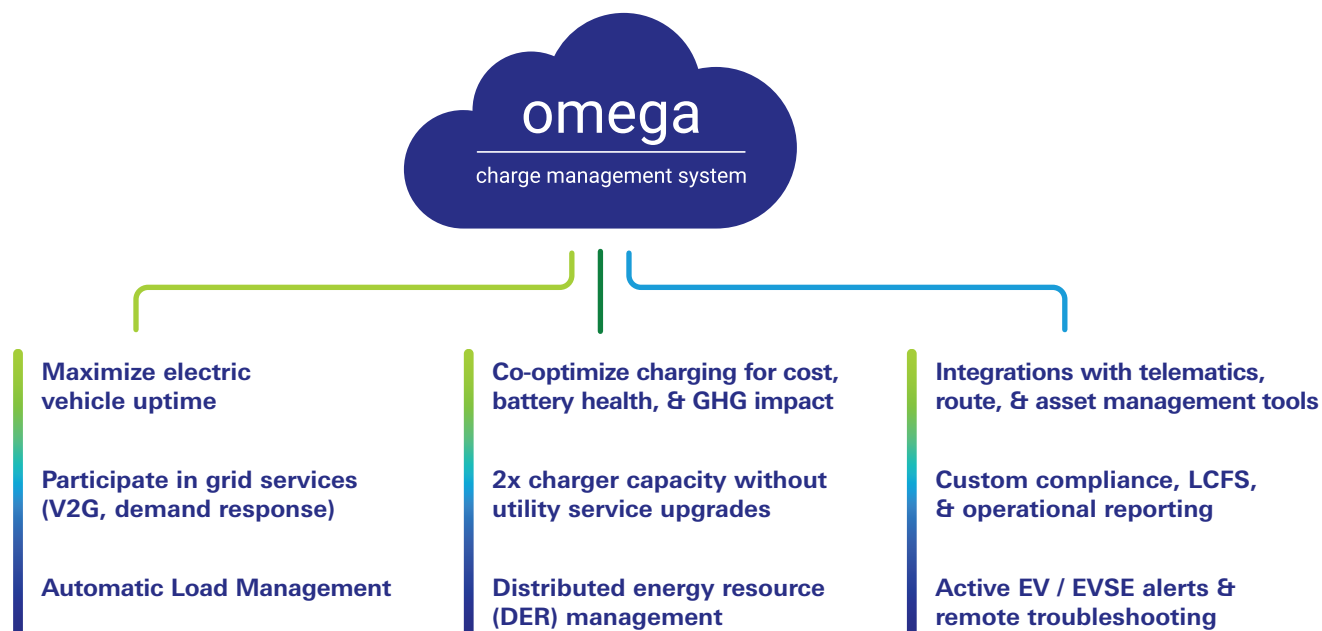 omega
charge management system
Maximize electric
vehicle uptime
Participate in grid services
(V2G, demand response)
Automatic Load Management
Co-optimize charging for cost,
battery health, & GHG impact
2x charger capacity without
utility service upgrades
Distributed energy resource
(DER) management
Integrations with telematics,
route, & asset management tools
Custom compliance, LCFS,
& operational reporting
Active EV / EVSE alerts &
remote troubleshooting